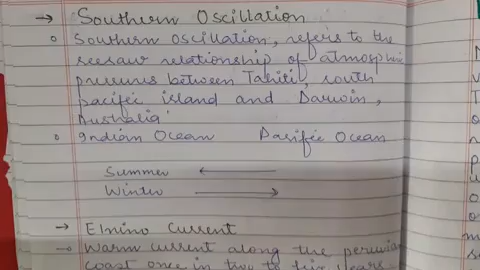 → Southern Oscillation
○ Southern oscillation, refers to the
seesaw relationship of atmospheric
pressures between Tahiti, south
pacific island and Darwin,
Australia.
○ Indian Ocean Pacific Ocean
Summer ←
Winter →
→ Elnino Current
→ Warm current along the peruvian
coast once in two to five years